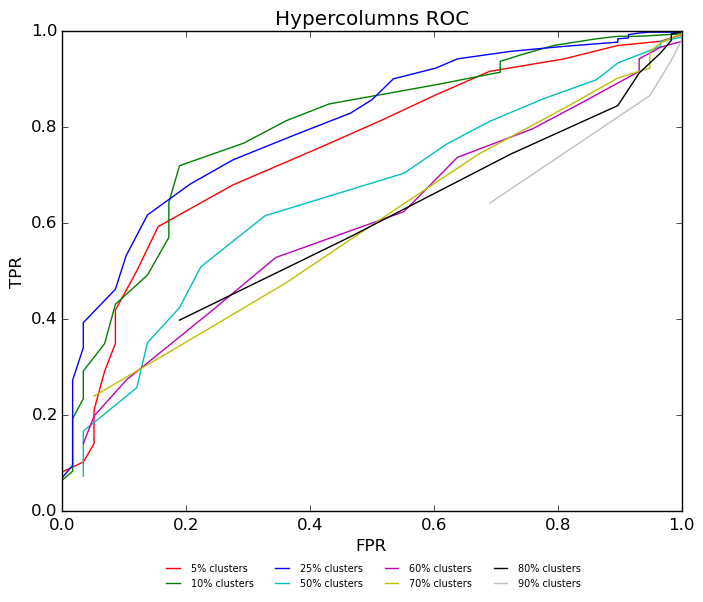 Hypercolumns ROC
1.0
0.8
0.6
0.4
0.2
0.0
TPR
0.0 0.2 0.4 0.6 0.8 1.0
FPR
5% clusters 25% clusters 60% clusters 80% clusters
10% clusters 50% clusters 70% clusters 90% clusters